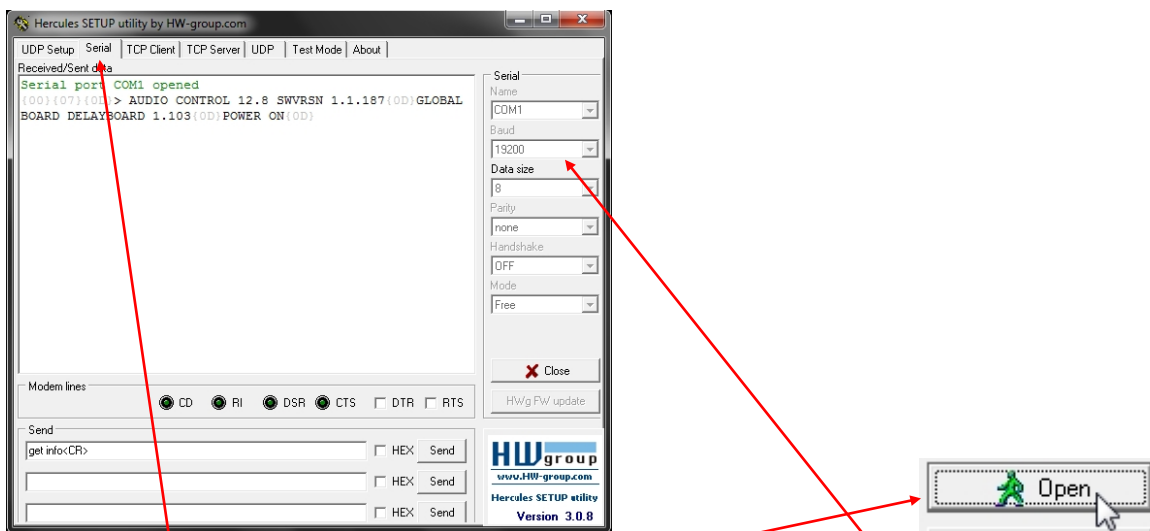 Hercules SETUP utility by HW-group.com
UDP Setup Serial TCP Client TCP Server UDP Test Mode About
Received/Sent data
Serial port COM1 opened
{00}{07}{0D}> AUDIO CONTROL 12.8 SWVRSN 1.1.187{0D}GLOBAL
BOARD DELAYBOARD 1.103{0D}POWER ON{0D}
Serial
Name
COM1
Baud
19200
Data size
8
Parity
none
Handshake
OFF
Mode
Free
Close
HWg FW update
Modem lines
CD RI DSR CTS DTR RTS
Send
get info<CR> HEX Send
HEX Send
HEX Send
HWgroup
www.HW-group.com
Hercules SETUP utility
Version 3.0.8
Open